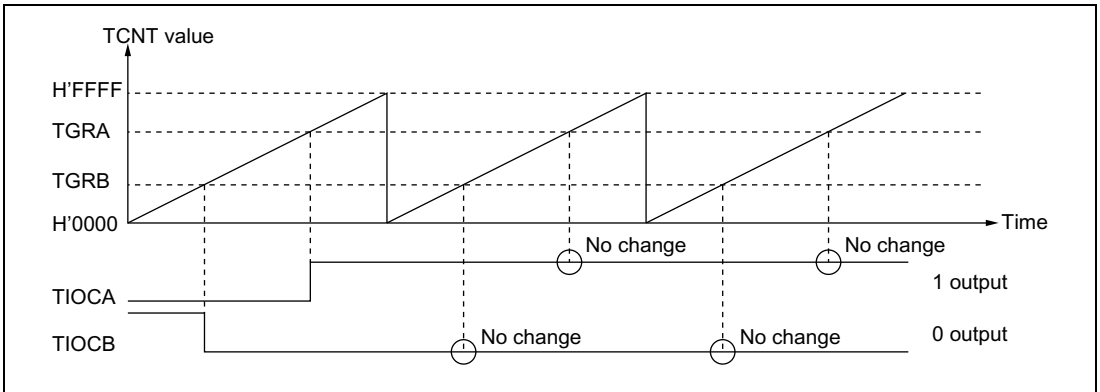 TCNT value
H'FFFF
TGRA
TGRB
H'0000
Time
No change
No change
1 output
TIOCA
No change
No change
0 output
TIOCB